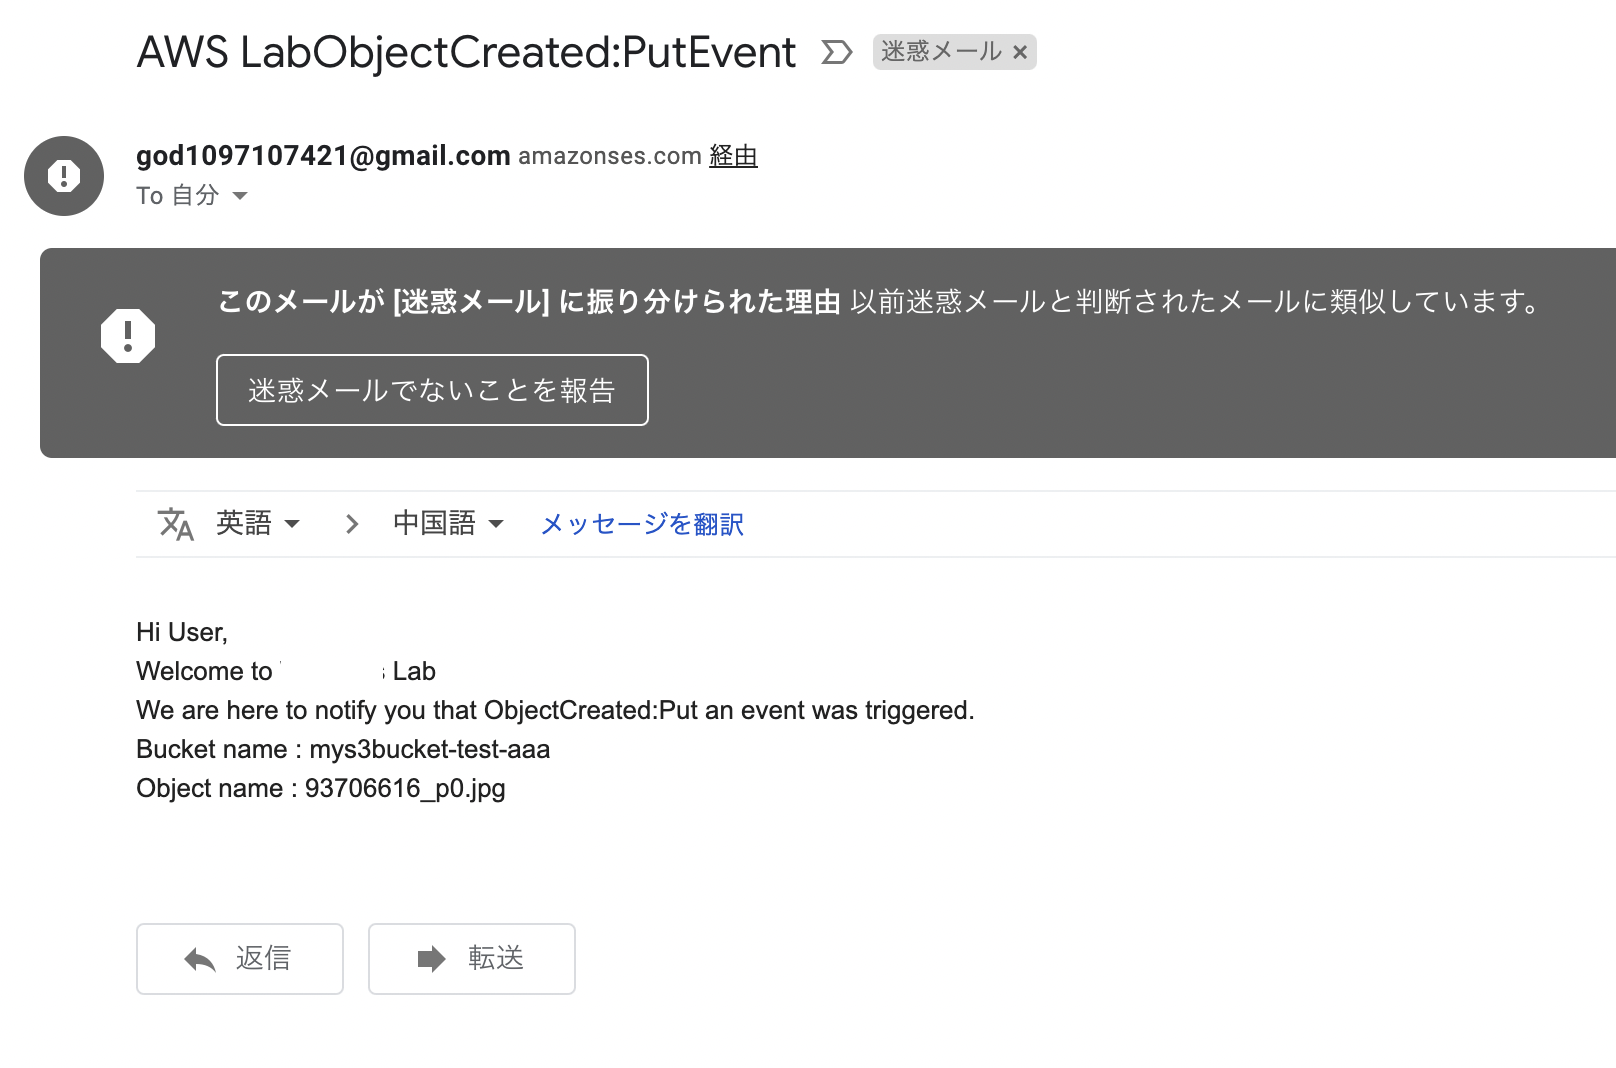 AWS LabObjectCreated:PutEvent 迷惑メール ×
god1097107421@gmail.com amazonses.com 経由
To 自分
このメールが [迷惑メール] に振り分けられた理由 以前迷惑メールと判断されたメールに類似しています。
迷惑メールでないことを報告
英語 中国語 メッセージを翻訳
Hi User,
Welcome to Lab
We are here to notify you that ObjectCreated:Put an event was triggered.
Bucket name : mys3bucket-test-aaa
Object name : 93706616_p0.jpg
返信 転送